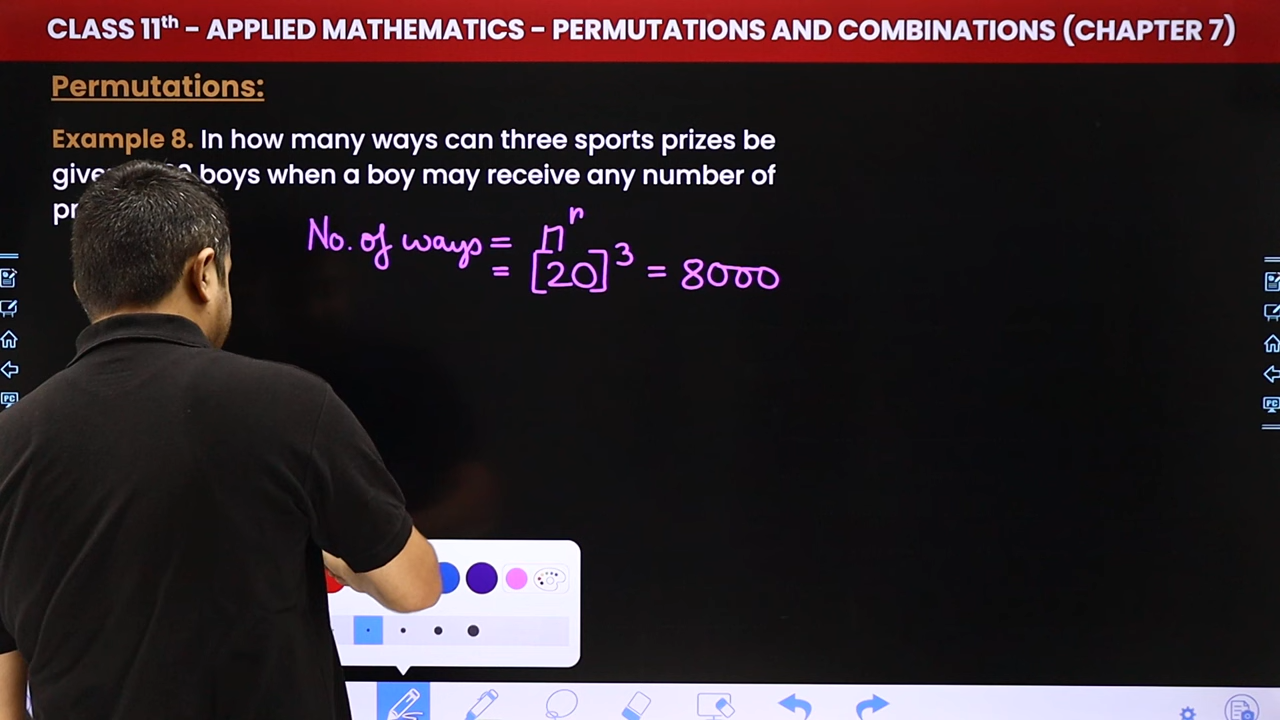 CLASS 11th – APPLIED MATHEMATICS – PERMUTATIONS AND COMBINATIONS (CHAPTER 7)
Permutations:
Example 8. In how many ways can three sports prizes be
boys when a boy may receive any number of
No. of ways = n^r
= [20]^3 = 8000